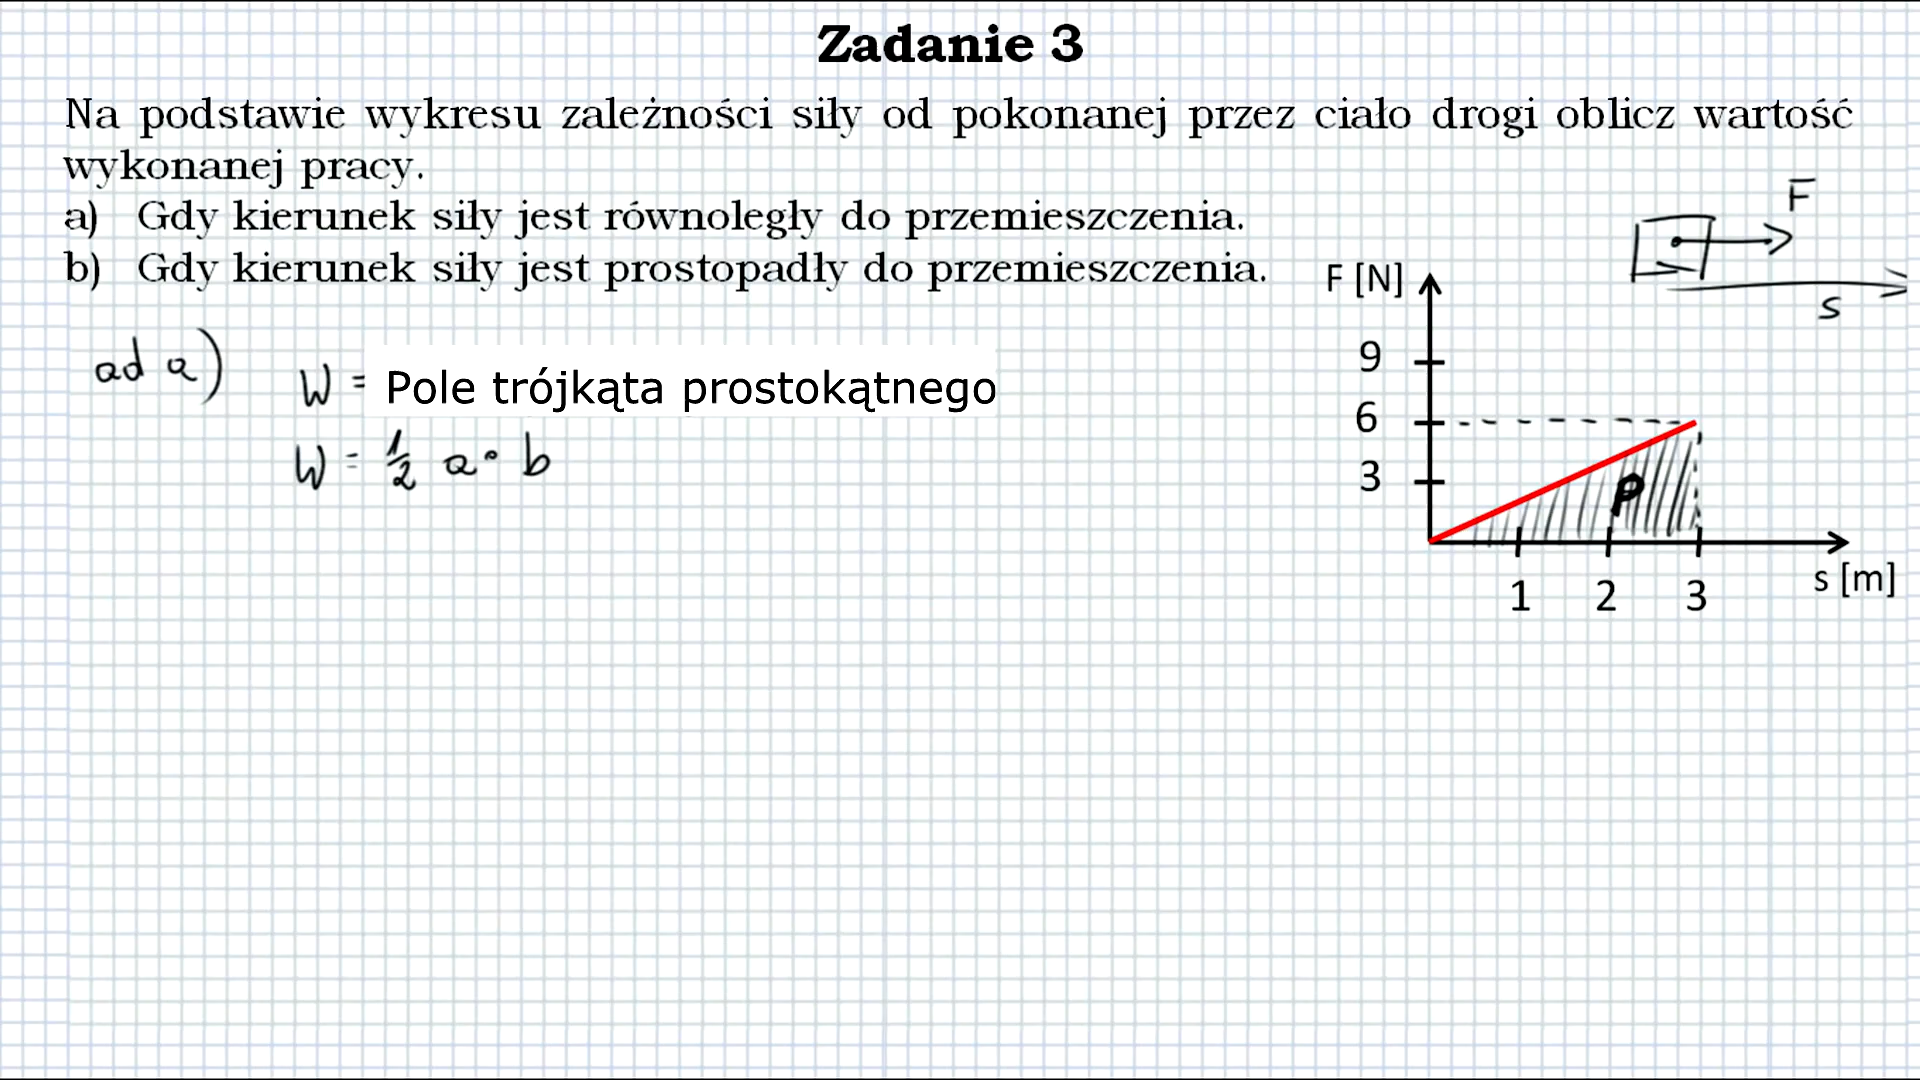 Zadanie 3
Na podstawie wykresu zależności siły od pokonanej przez ciało drogi oblicz wartość
wykonanej pracy.
a) Gdy kierunek siły jest równoległy do przemieszczenia.
b) Gdy kierunek siły jest prostopadły do przemieszczenia.
F
s
F [N]
9
6
3
P
1 2 3
s [m]
ad a)
W = Pole trójkąta prostokątnego
W = 1/2 a · b